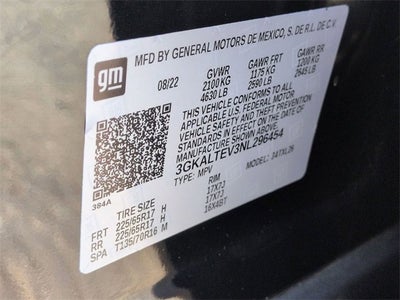 MFD BY GENERAL MOTORS DE MEXICO, S. DE R.L. DE C.V
gm
08/22 GVWR GAWR FRT GAWR RR
2100 KG 1175 KG 1200 KG
4630 LB 2590 LB 2645 LB
THIS VEHICLE CONFORMS TO ALL
APPLICABLE U.S. FEDERAL MOTOR
VEHICLE SAFETY AND THEFT PREVENTION
STANDARDS IN EFFECT ON THE DATE OF
MANUFACTURE SHOWN ABOVE.
3GKALTEV3NL296454
TYPE: MPV MODEL:
384A
TIRE SIZE RIM
FRT 225/65R17 H 17X7J
RR 225/65R17 H 17X7J
SPA T135/70R16 M 16X4BT